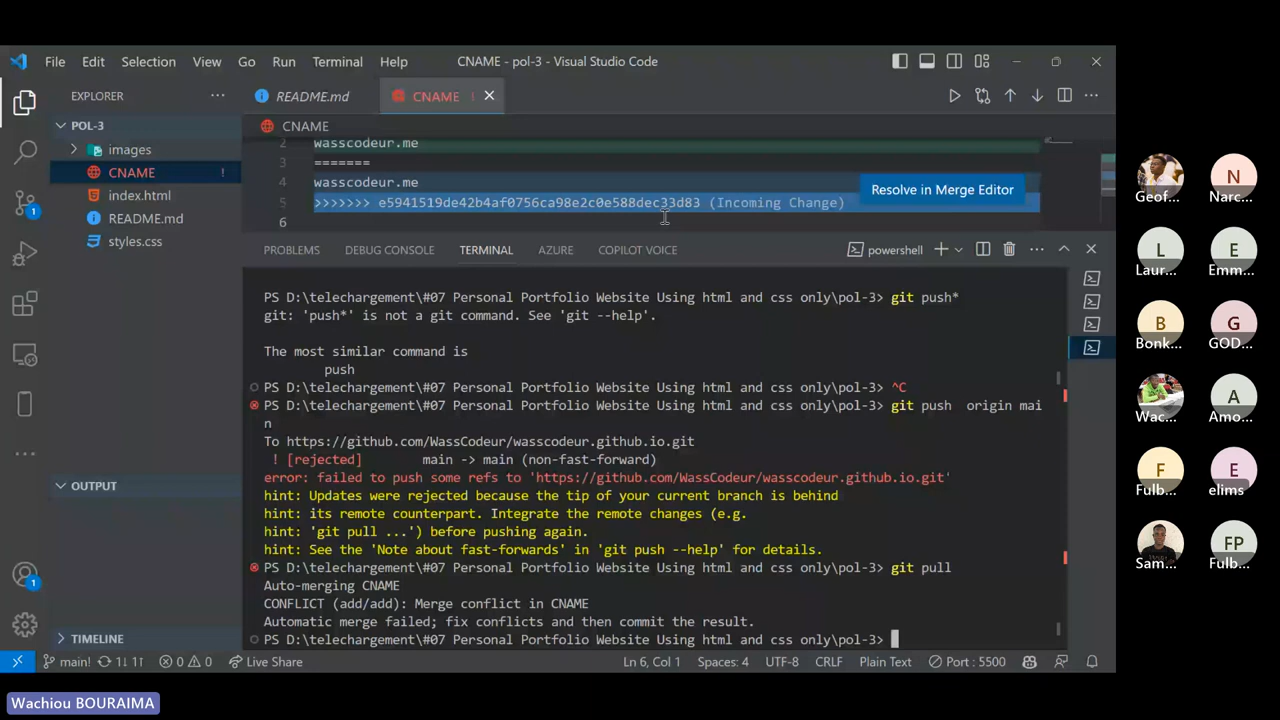 File Edit Selection View Go Run Terminal Help
CNAME - pol-3 - Visual Studio Code
EXPLORER
README.md
CNAME !
POL-3
images
CNAME !
index.html
README.md
styles.css
OUTPUT
TIMELINE
1
1
CNAME
2 wasscodeur.me
3 =======
4 wasscodeur.me
5 >>>>>>> e5941519de42b4af0756ca98e2c0e588dec33d83 (Incoming Change)
6
Resolve in Merge Editor
PROBLEMS DEBUG CONSOLE TERMINAL AZURE COPILOT VOICE
powershell
PS D:\telechargement\#07 Personal Portfolio Website Using html and css only\pol-3> git push*
git: 'push*' is not a git command. See 'git --help'.
The most similar command is
push
PS D:\telechargement\#07 Personal Portfolio Website Using html and css only\pol-3> ^C
PS D:\telechargement\#07 Personal Portfolio Website Using html and css only\pol-3> git push  origin mai
n
To https://github.com/WassCodeur/wasscodeur.github.io.git
! [rejected] main -> main (non-fast-forward)
error: failed to push some refs to 'https://github.com/WassCodeur/wasscodeur.github.io.git'
hint: Updates were rejected because the tip of your current branch is behind
hint: its remote counterpart. Integrate the remote changes (e.g.
hint: 'git pull ...') before pushing again.
hint: See the 'Note about fast-forwards' in 'git push --help' for details.
PS D:\telechargement\#07 Personal Portfolio Website Using html and css only\pol-3> git pull
Auto-merging CNAME
CONFLICT (add/add): Merge conflict in CNAME
Automatic merge failed; fix conflicts and then commit the result.
PS D:\telechargement\#07 Personal Portfolio Website Using html and css only\pol-3>
main! 1↓ 1↑ 0 0 Live Share Ln 6, Col 1 Spaces: 4 UTF-8 CRLF Plain Text Port : 5500
Wachiou BOURAIMA
Geof...
N
Narc...
L
Laur...
E
Emm...
B
Bonk...
G
GOD...
Wac...
A
Amo...
F
Fulb...
E
elims
Sam...
FP
Fulb...